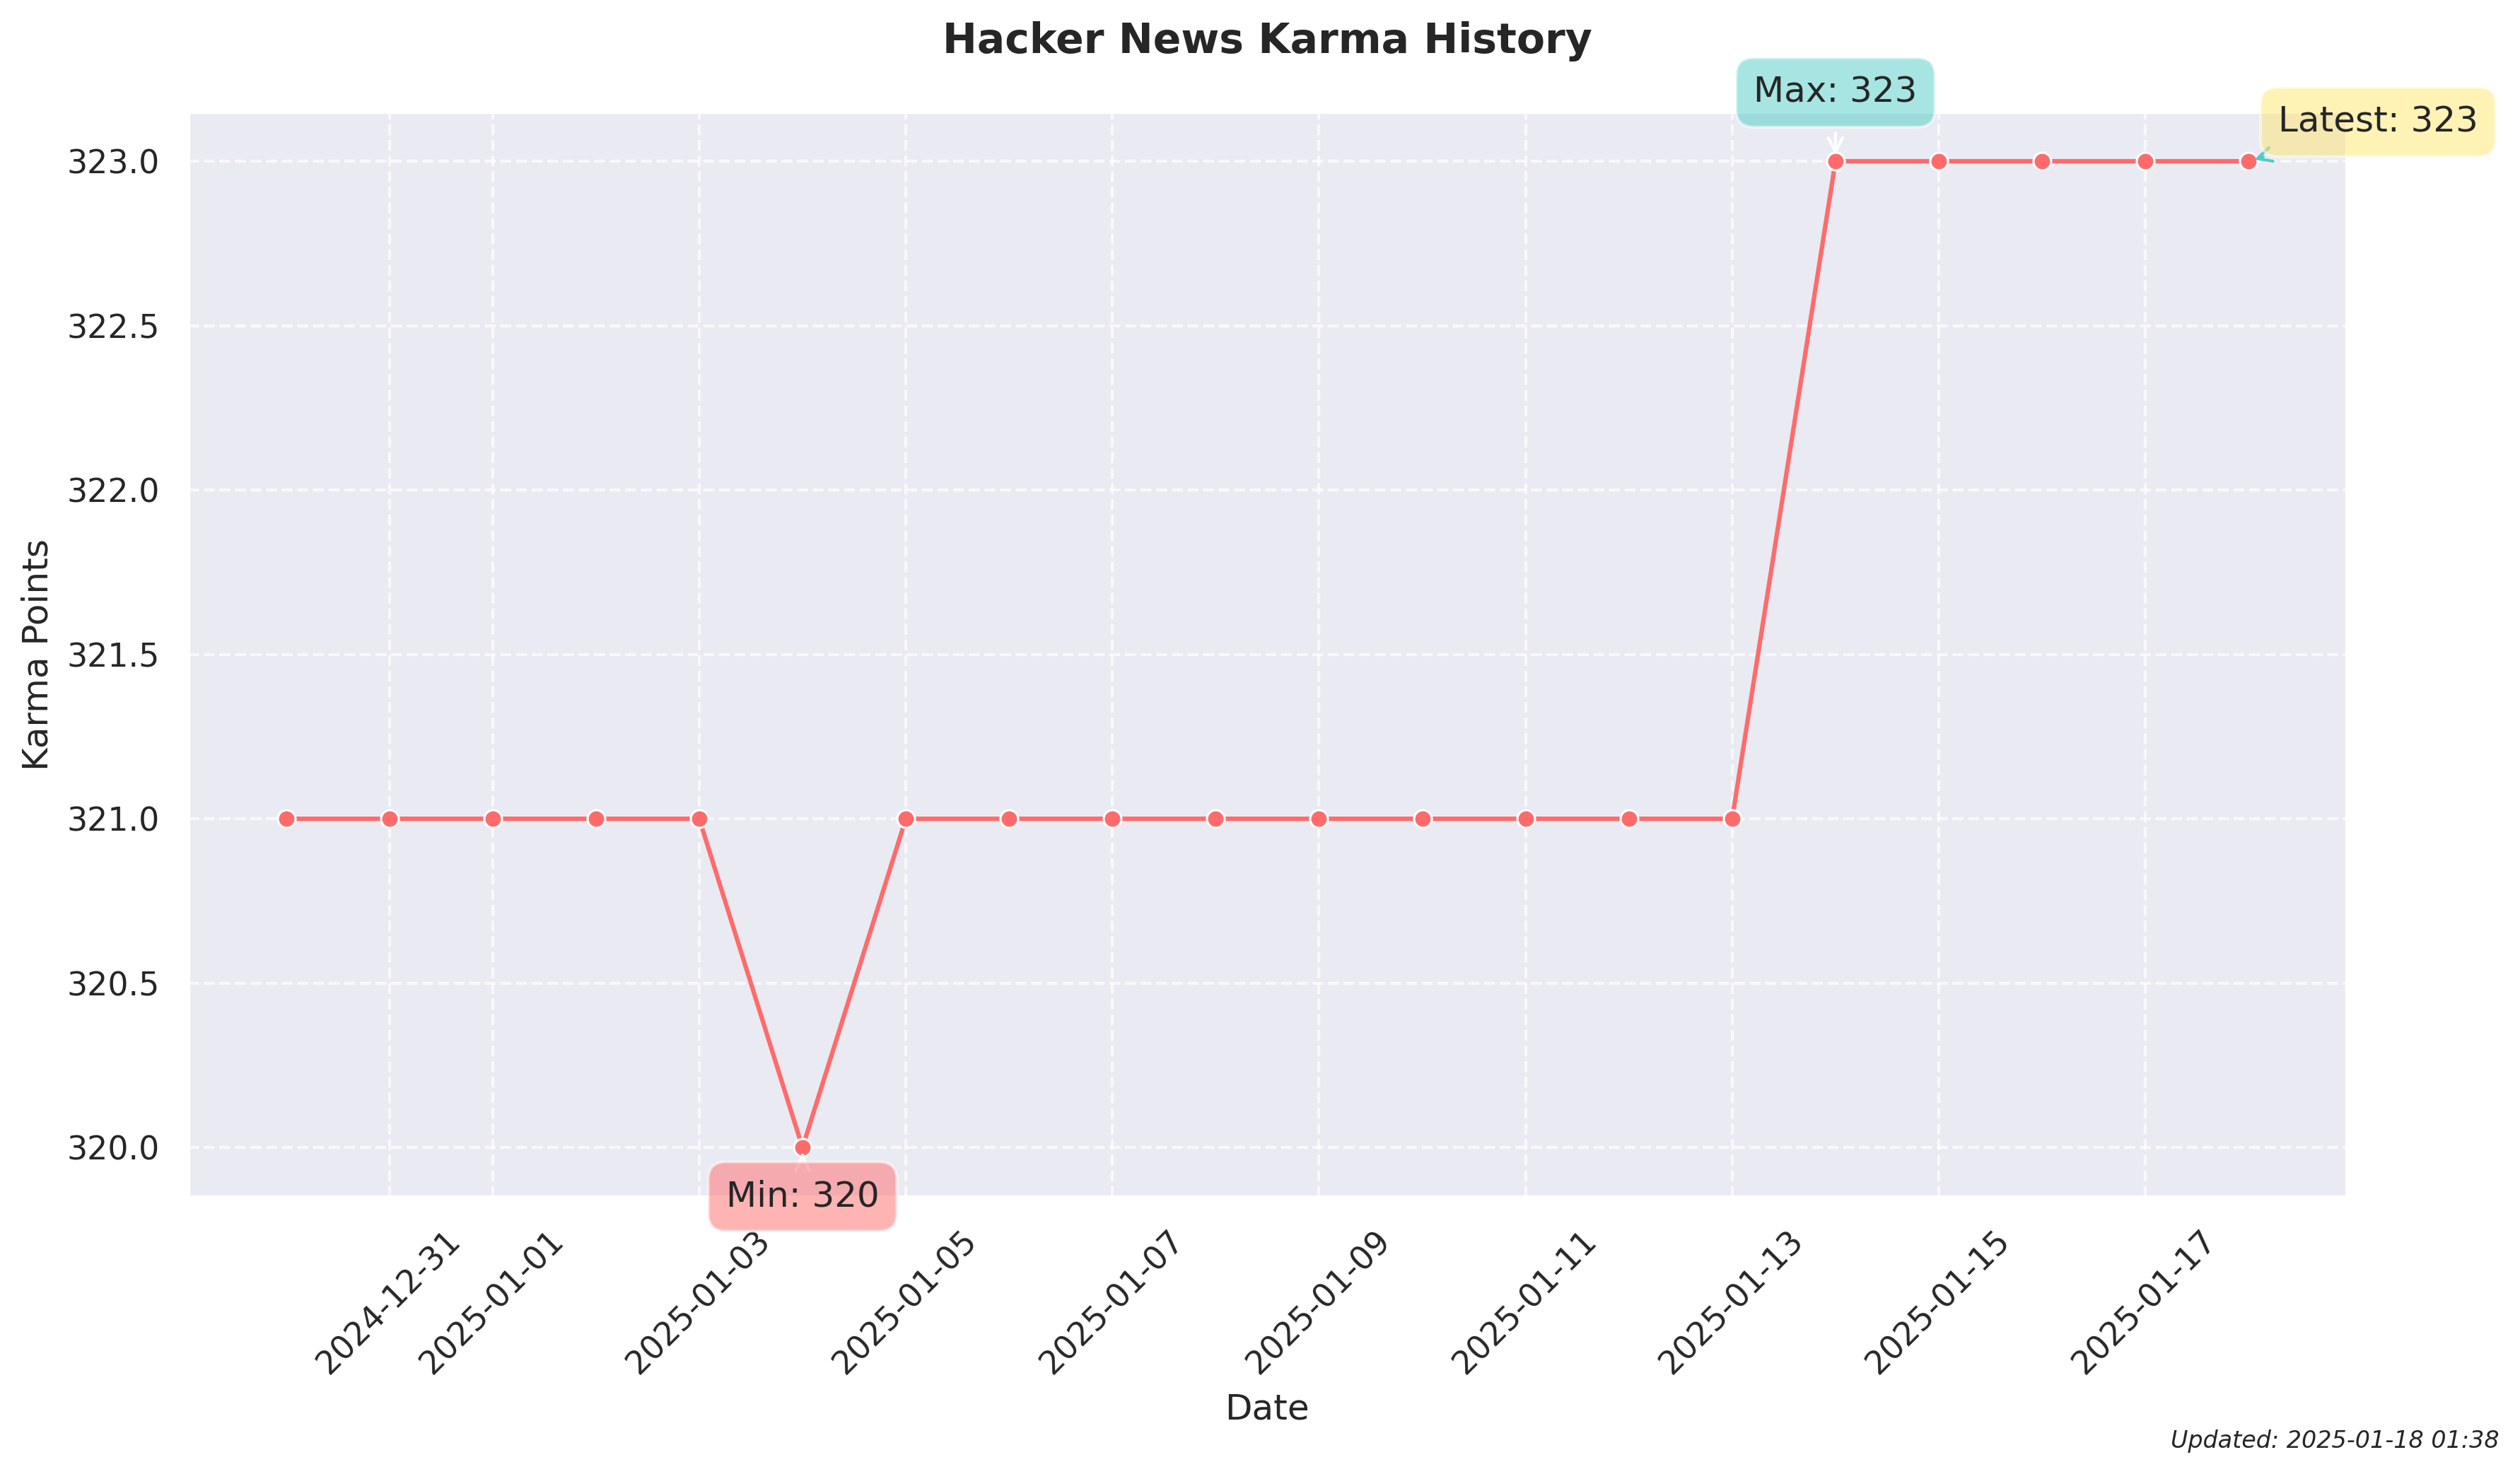 Hacker News Karma History
Max: 323
Latest: 323
323.0
322.5
322.0
321.5
321.0
320.5
320.0
Karma Points
Min: 320
2024-12-31
2025-01-01
2025-01-03
2025-01-05
2025-01-07
2025-01-09
2025-01-11
2025-01-13
2025-01-15
2025-01-17
Date
Updated: 2025-01-18 01:38